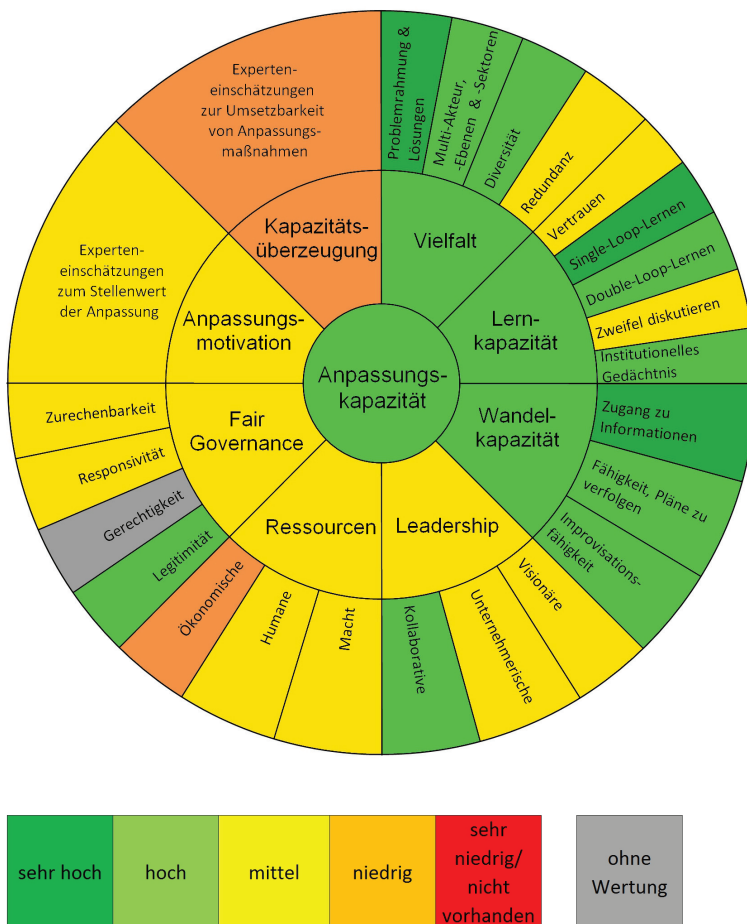 Experten-
einschätzungen
zur Umsetzbarkeit
von Anpassungs-
maßnahmen
Problemrahmung &
Lösungen
Multi-Akteur,
-Ebenen & -Sektoren
Diversität
Redundanz
Vertrauen
Single-Loop-Lernen
Double-Loop-Lernen
Zweifel diskutieren
Institutionelles
Gedächtnis
Zugang zu
Informationen
Fähigkeit, Pläne zu
verfolgen
Improvisations-
fähigkeit
Visionäre
Unternehmerische
Kollaborative
Macht
Humane
Ökonomische
Legitimität
Gerechtigkeit
Responsivität
Zurechenbarkeit
Experten-
einschätzungen
zum Stellenwert
der Anpassung
Kapazitäts-
überzeugung
Vielfalt
Lern-
kapazität
Wandel-
kapazität
Leadership
Ressourcen
Fair
Governance
Anpassungs-
motivation
Anpassungs-
kapazität
sehr hoch
hoch
mittel
niedrig
sehr
niedrig/
nicht
vorhanden
ohne
Wertung